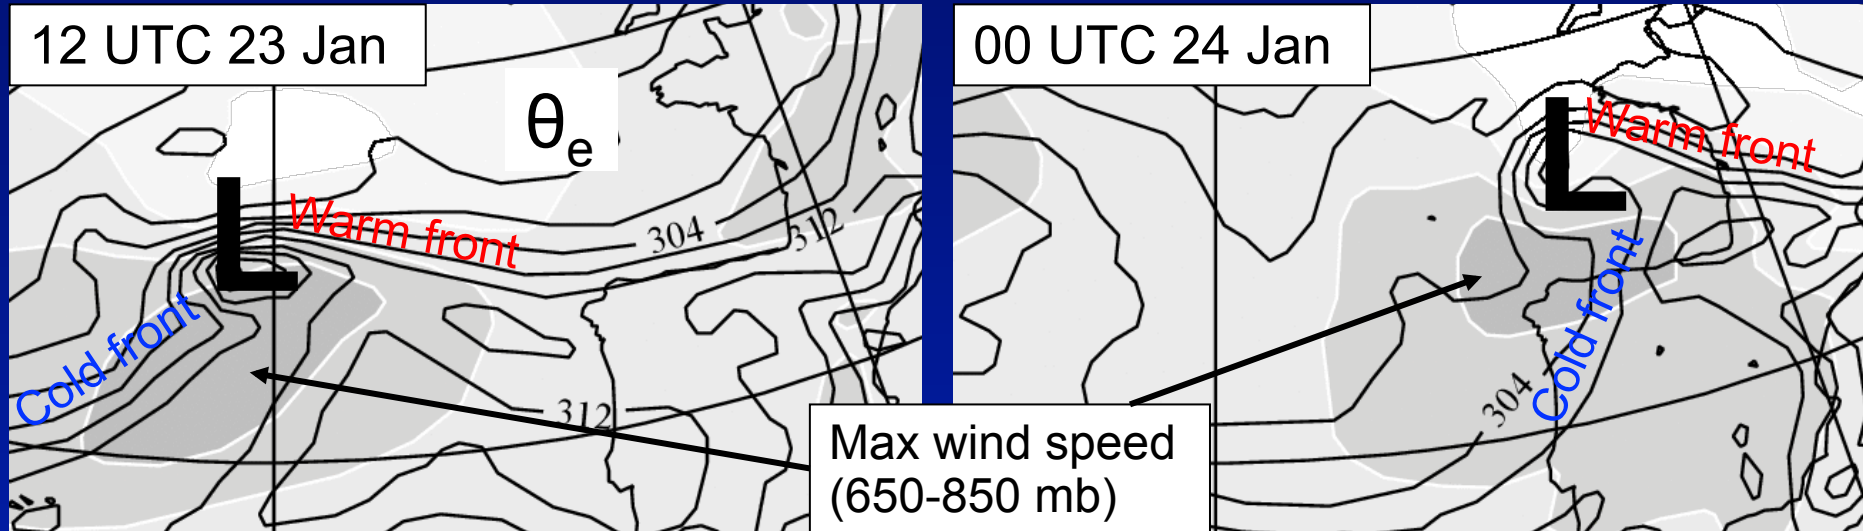 12 UTC 23 Jan
θe
L
Warm front
304
312
Cold front
312
00 UTC 24 Jan
L
Warm front
Cold front
304
Max wind speed
(650-850 mb)